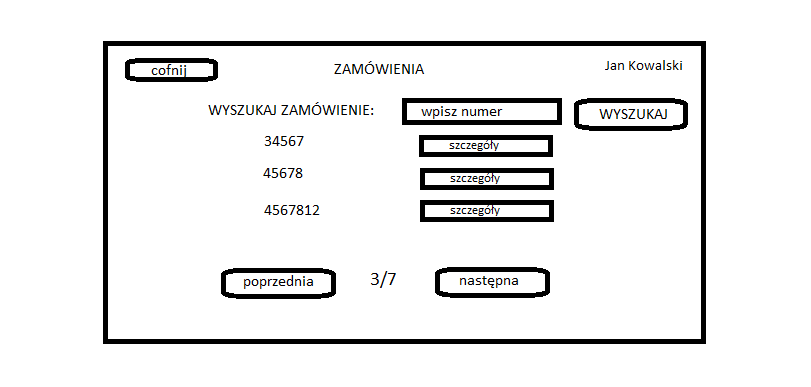 cofnij ZAMÓWIENIA Jan Kowalski
WYSZUKAJ ZAMÓWIENIE: wpisz numer WYSZUKAJ
34567 szczegóły
45678 szczegóły
4567812 szczegóły
poprzednia 3/7 następna